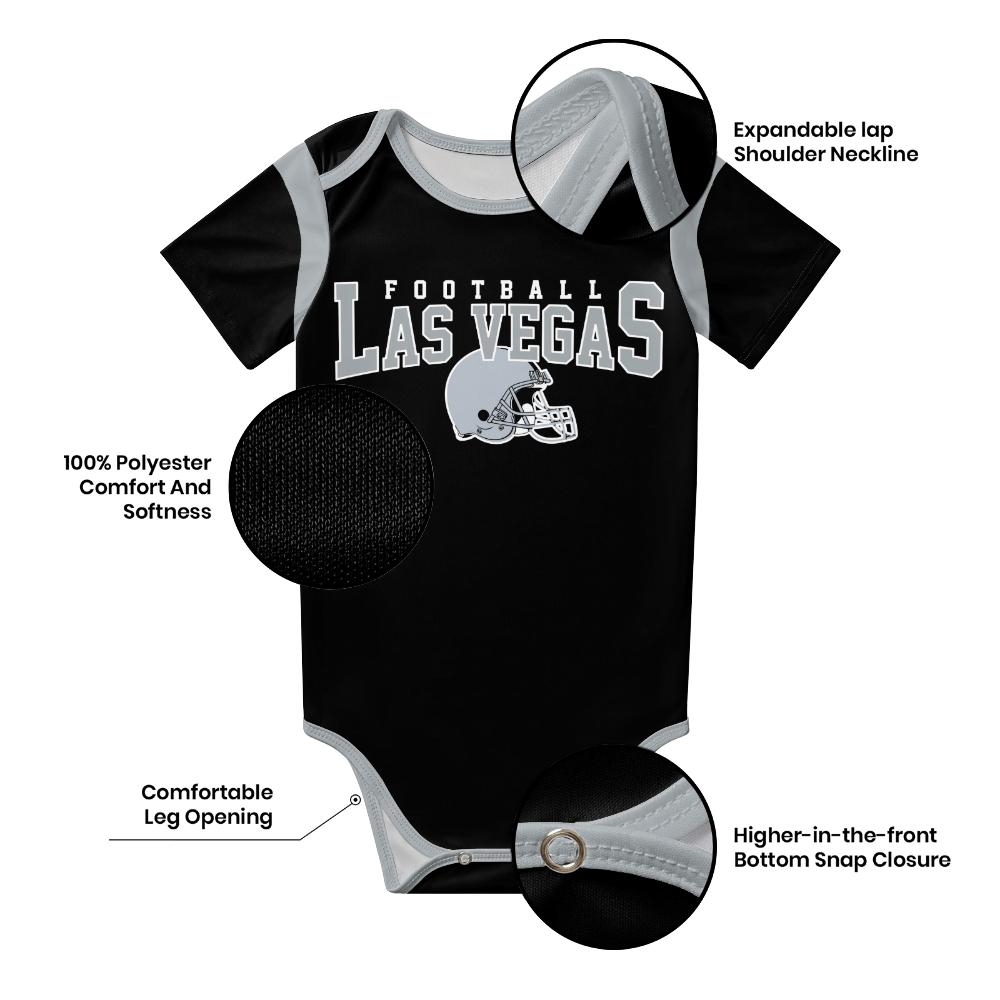 Expandable lap
Shoulder Neckline
FOOTBALL
LAS VEGAS
100% Polyester
Comfort And
Softness
Comfortable
Leg Opening
Higher-in-the-front
Bottom Snap Closure